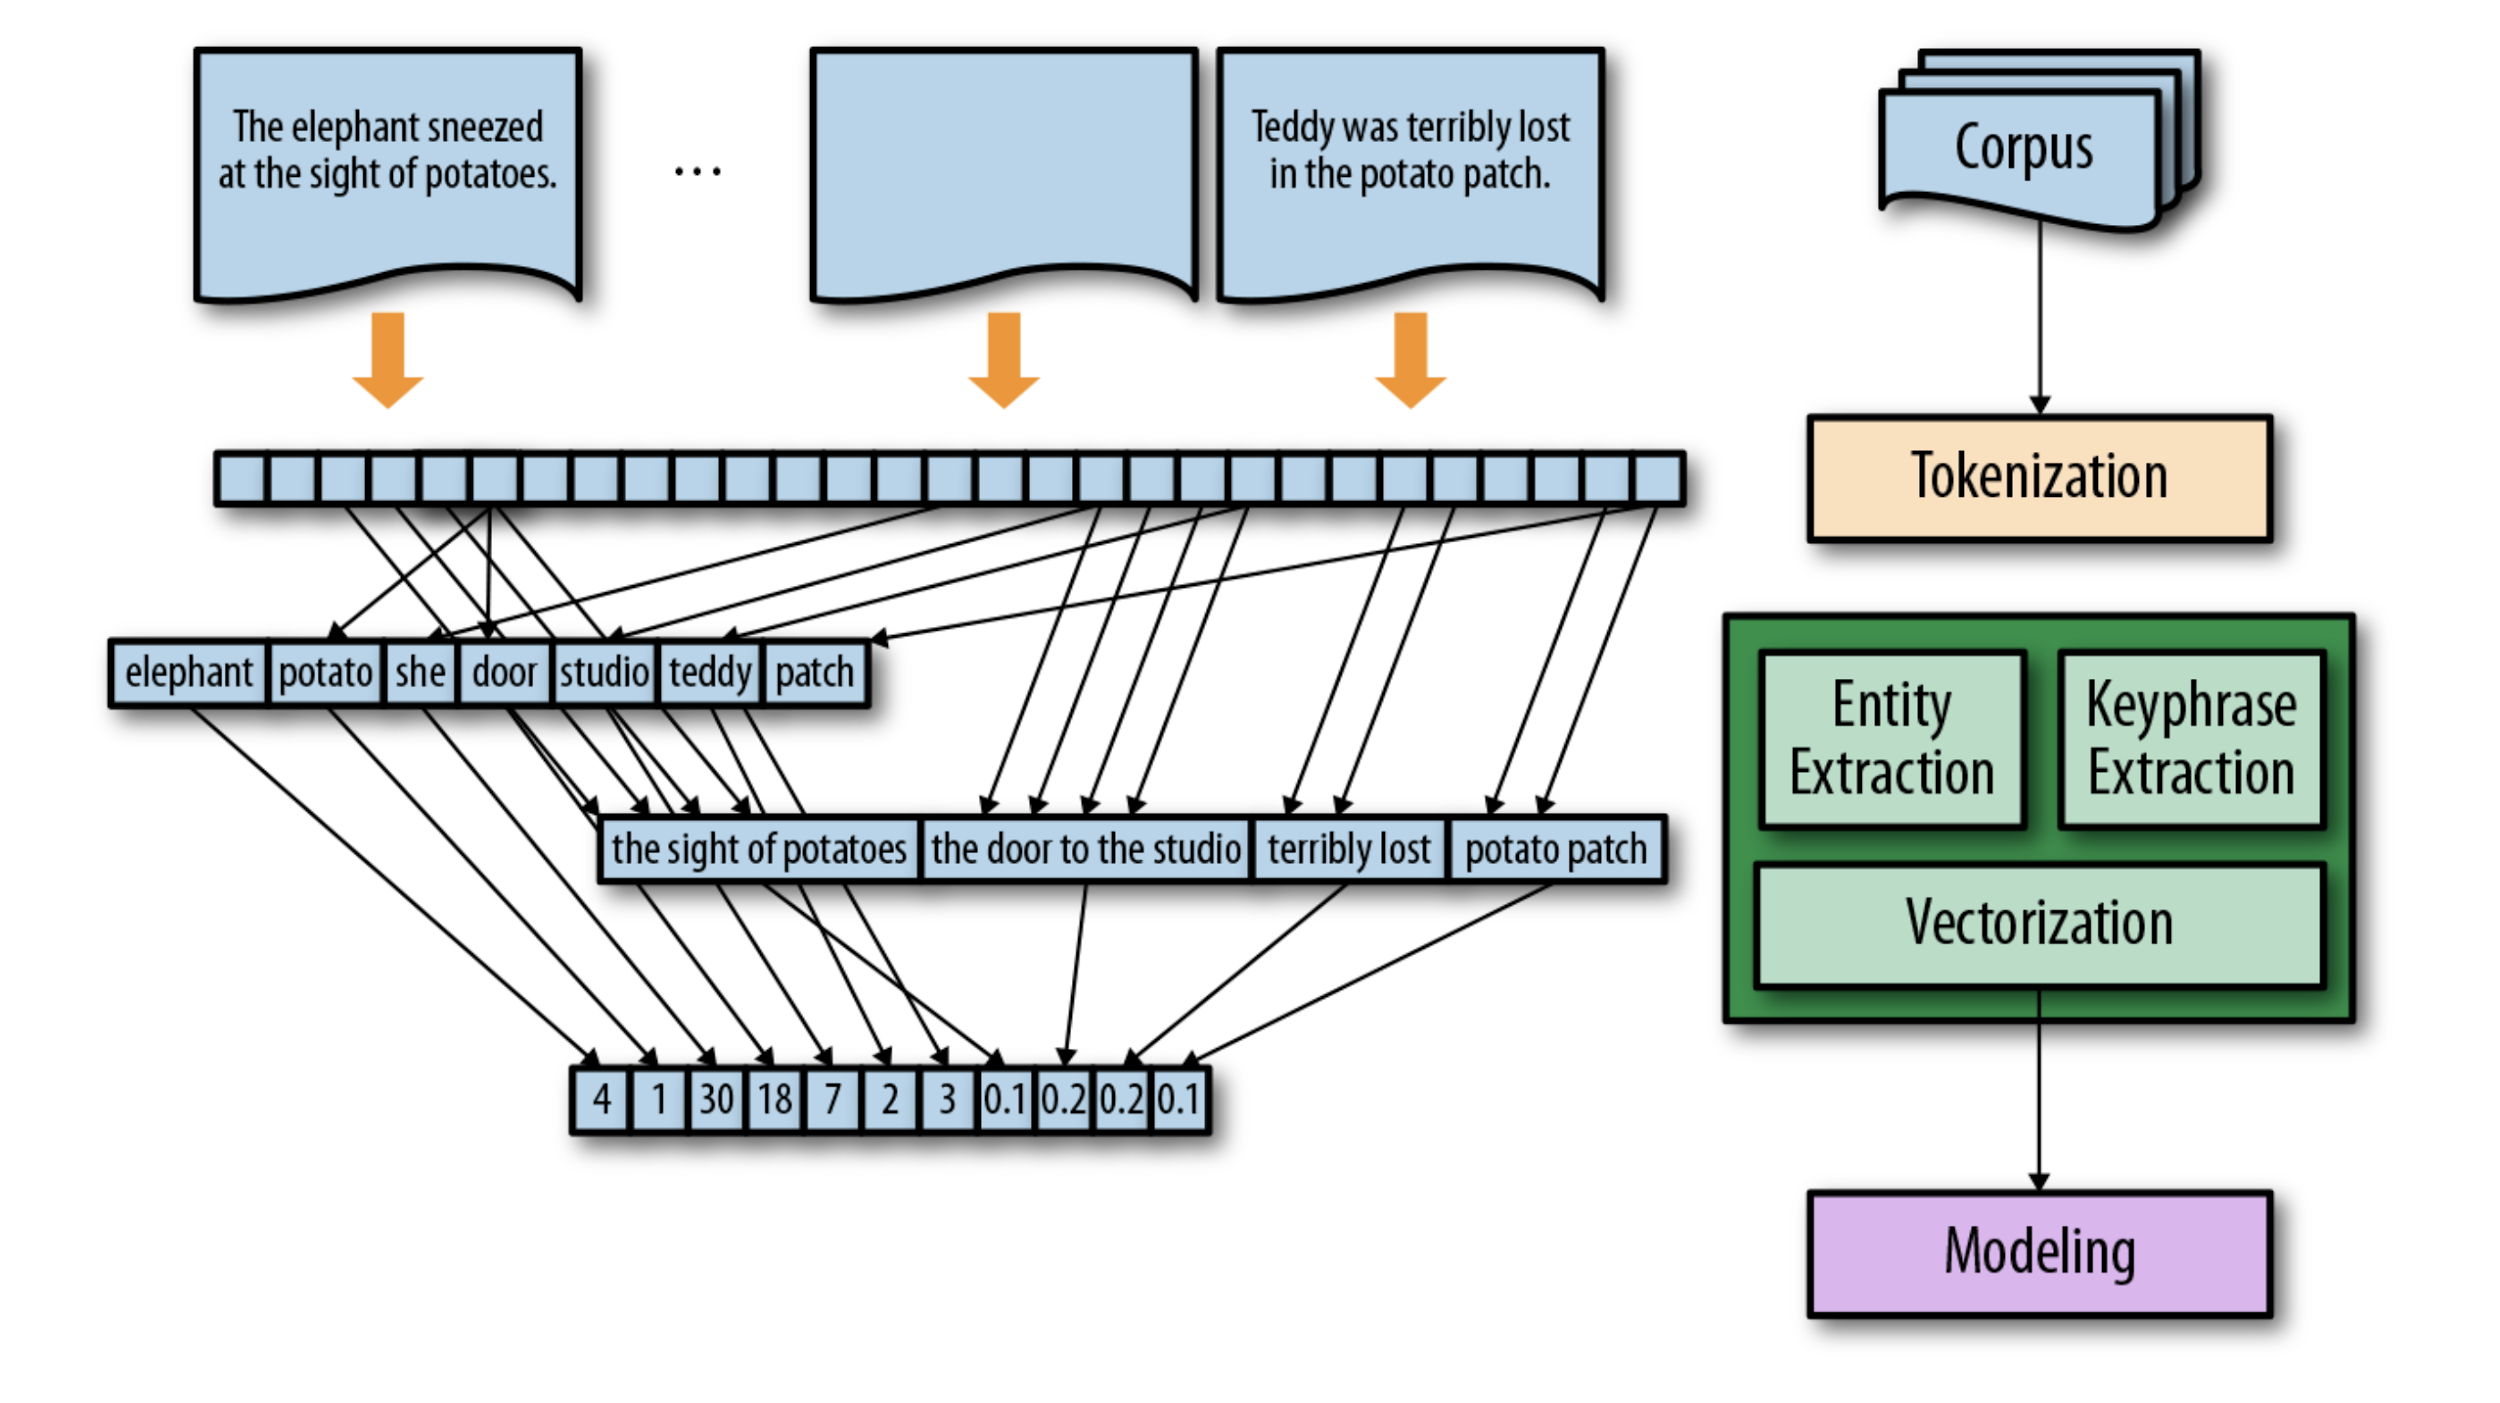 The elephant sneezed
at the sight of potatoes.
...
Teddy was terribly lost
in the potato patch.
Corpus
Tokenization
elephant potato she door studio teddy patch
Entity
Extraction
Keyphrase
Extraction
the sight of potatoes the door to the studio terribly lost potato patch
Vectorization
4 1 30 18 7 2 3 0.1 0.2 0.2 0.1
Modeling